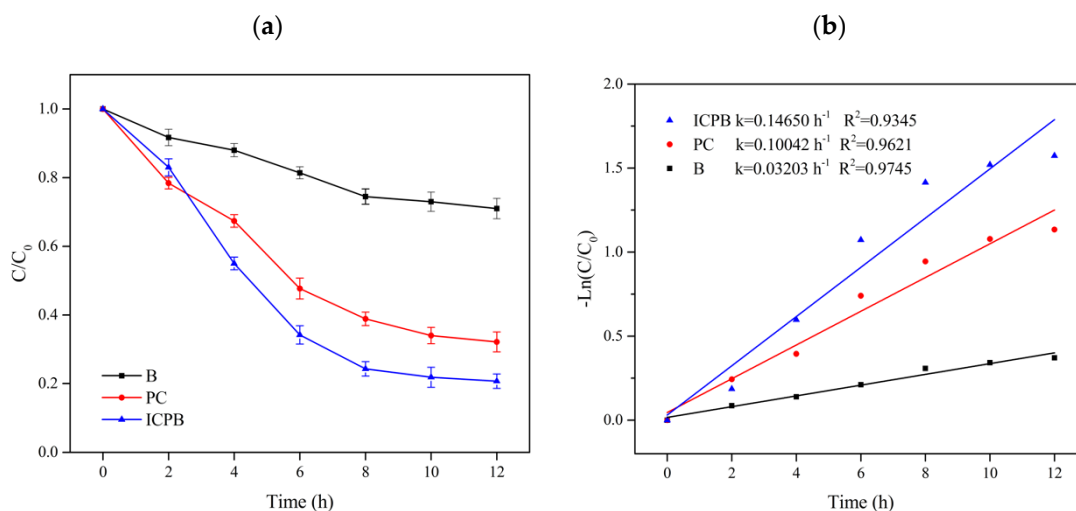 (a)
1.0
0.8
0.6
0.4
0.2
0.0
C/C₀
B
PC
ICPB
0 2 4 6 8 10 12
Time (h)
(b)
2.0
1.5
1.0
0.5
0.0
-Ln(C/C₀)
ICPB k=0.14650 h⁻¹ R²=0.9345
PC k=0.10042 h⁻¹ R²=0.9621
B k=0.03203 h⁻¹ R²=0.9745
0 2 4 6 8 10 12
Time (h)